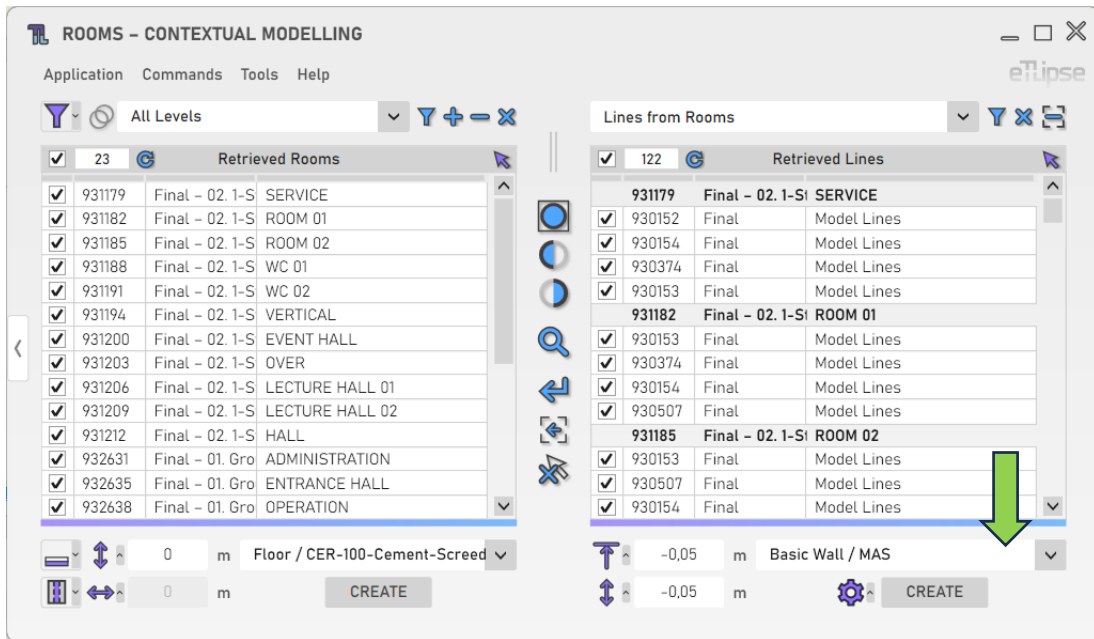 ROOMS – CONTEXTUAL MODELLING
Application Commands Tools Help
eTLipse
All Levels
Lines from Rooms
23 Retrieved Rooms
122 Retrieved Lines
931179 Final – 02. 1-S SERVICE
931182 Final – 02. 1-S ROOM 01
931185 Final – 02. 1-S ROOM 02
931188 Final – 02. 1-S WC 01
931191 Final – 02. 1-S WC 02
931194 Final – 02. 1-S VERTICAL
931200 Final – 02. 1-S EVENT HALL
931203 Final – 02. 1-S OVER
931206 Final – 02. 1-S LECTURE HALL 01
931209 Final – 02. 1-S LECTURE HALL 02
931212 Final – 02. 1-S HALL
932631 Final – 01. Gro ADMINISTRATION
932635 Final – 01. Gro ENTRANCE HALL
932638 Final – 01. Gro OPERATION
931179 Final – 02. 1-St SERVICE
930152 Final Model Lines
930154 Final Model Lines
930374 Final Model Lines
930153 Final Model Lines
931182 Final – 02. 1-St ROOM 01
930153 Final Model Lines
930374 Final Model Lines
930154 Final Model Lines
930507 Final Model Lines
931185 Final – 02. 1-St ROOM 02
930153 Final Model Lines
930507 Final Model Lines
930154 Final Model Lines
0 m Floor / CER-100-Cement-Screed
0 m CREATE
-0,05 m Basic Wall / MAS
-0,05 m CREATE